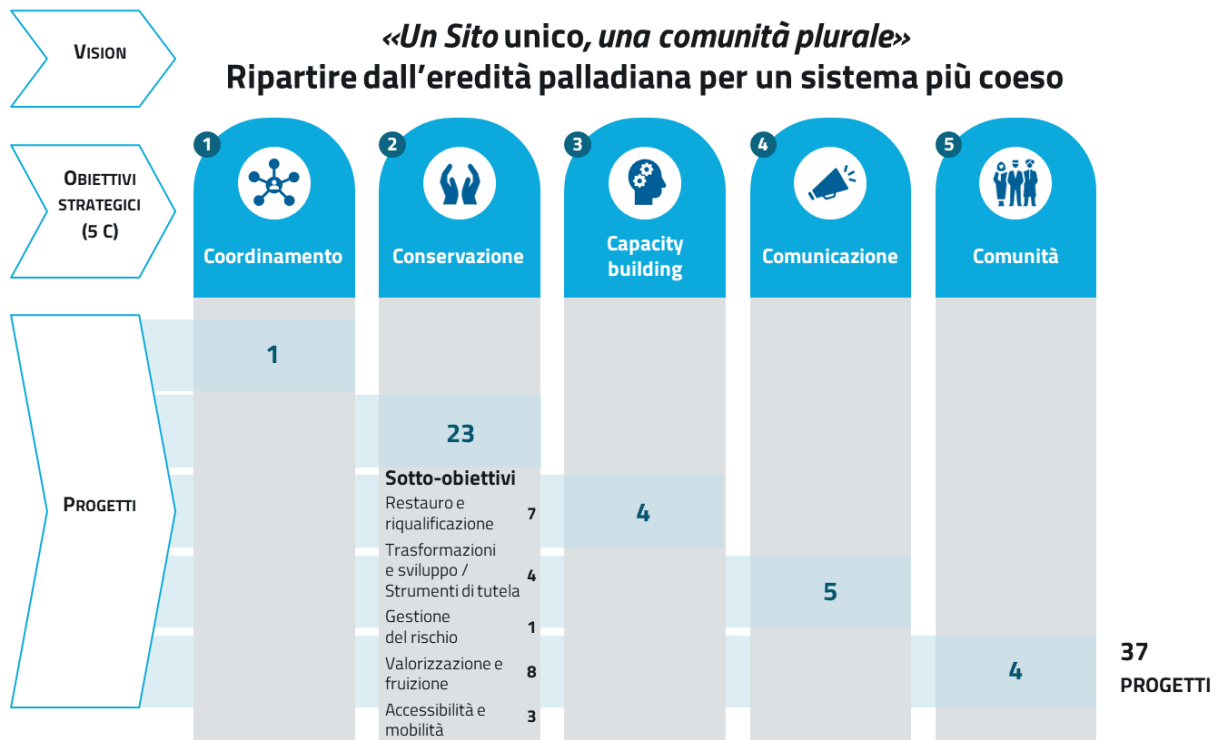 VISION
«Un Sito unico, una comunità plurale»
Ripartire dall’eredità palladiana per un sistema più coeso
OBIETTIVI
STRATEGICI
(5 C)
1
Coordinamento
2
Conservazione
3
Capacity
building
4
Comunicazione
5
Comunità
PROGETTI
1
23
Sotto-obiettivi
Restauro e
riqualificazione 7
Trasformazioni
e sviluppo /
Strumenti di tutela 4
Gestione
del rischio 1
Valorizzazione e
fruizione 8
Accessibilità e
mobilità 3
4
5
4
37
PROGETTI